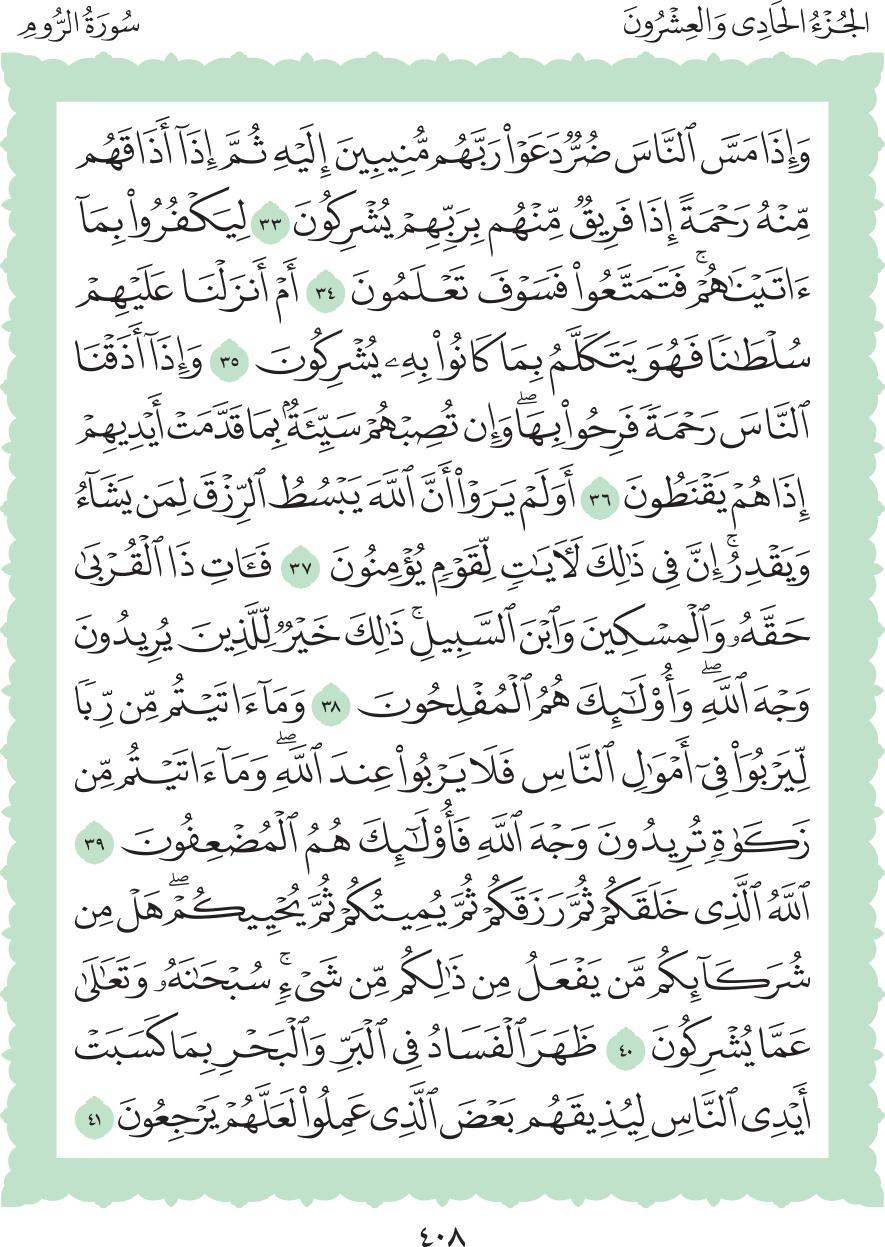 الجُزْءُ الحَادِى وَالعِشْرُونَ
سُورَةُ الرُّومِ
وَإِذَا مَسَّ ٱلنَّاسَ ضُرٌّ دَعَوْا۟ رَبَّهُم مُّنِيبِينَ إِلَيْهِ ثُمَّ إِذَآ أَذَاقَهُم
مِّنْهُ رَحْمَةً إِذَا فَرِيقٌ مِّنْهُم بِرَبِّهِمْ يُشْرِكُونَ ٣٣ لِيَكْفُرُوا۟ بِمَآ
ءَاتَيْنَٰهُمْ ۚ فَتَمَتَّعُوا۟ فَسَوْفَ تَعْلَمُونَ ٣٤ أَمْ أَنزَلْنَا عَلَيْهِمْ
سُلْطَٰنًا فَهُوَ يَتَكَلَّمُ بِمَا كَانُوا۟ بِهِۦ يُشْرِكُونَ ٣٥ وَإِذَآ أَذَقْنَا
ٱلنَّاسَ رَحْمَةً فَرِحُوا۟ بِهَا ۖ وَإِن تُصِبْهُمْ سَيِّئَةٌۢ بِمَا قَدَّمَتْ أَيْدِيهِمْ
إِذَا هُمْ يَقْنَطُونَ ٣٦ أَوَلَمْ يَرَوْا۟ أَنَّ ٱللَّهَ يَبْسُطُ ٱلرِّزْقَ لِمَن يَشَآءُ
وَيَقْدِرُ ۚ إِنَّ فِى ذَٰلِكَ لَءَايَٰتٍ لِّقَوْمٍ يُؤْمِنُونَ ٣٧ فَـَٔاتِ ذَا ٱلْقُرْبَىٰ
حَقَّهُۥ وَٱلْمِسْكِينَ وَٱبْنَ ٱلسَّبِيلِ ۚ ذَٰلِكَ خَيْرٌ لِّلَّذِينَ يُرِيدُونَ
وَجْهَ ٱللَّهِ ۖ وَأُو۟لَٰٓئِكَ هُمُ ٱلْمُفْلِحُونَ ٣٨ وَمَآ ءَاتَيْتُم مِّن رِّبًا
لِّيَرْبُوَا۟ فِىٓ أَمْوَٰلِ ٱلنَّاسِ فَلَا يَرْبُوا۟ عِندَ ٱللَّهِ ۖ وَمَآ ءَاتَيْتُم مِّن
زَكَوٰةٍ تُرِيدُونَ وَجْهَ ٱللَّهِ فَأُو۟لَٰٓئِكَ هُمُ ٱلْمُضْعِفُونَ ٣٩
ٱللَّهُ ٱلَّذِى خَلَقَكُمْ ثُمَّ رَزَقَكُمْ ثُمَّ يُمِيتُكُمْ ثُمَّ يُحْيِيكُمْ ۖ هَلْ مِن
شُرَكَآئِكُم مَّن يَفْعَلُ مِن ذَٰلِكُم مِّن شَىْءٍ ۚ سُبْحَٰنَهُۥ وَتَعَٰلَىٰ
عَمَّا يُشْرِكُونَ ٤٠ ظَهَرَ ٱلْفَسَادُ فِى ٱلْبَرِّ وَٱلْبَحْرِ بِمَا كَسَبَتْ
أَيْدِى ٱلنَّاسِ لِيُذِيقَهُم بَعْضَ ٱلَّذِى عَمِلُوا۟ لَعَلَّهُمْ يَرْجِعُونَ ٤١
٤٠٨